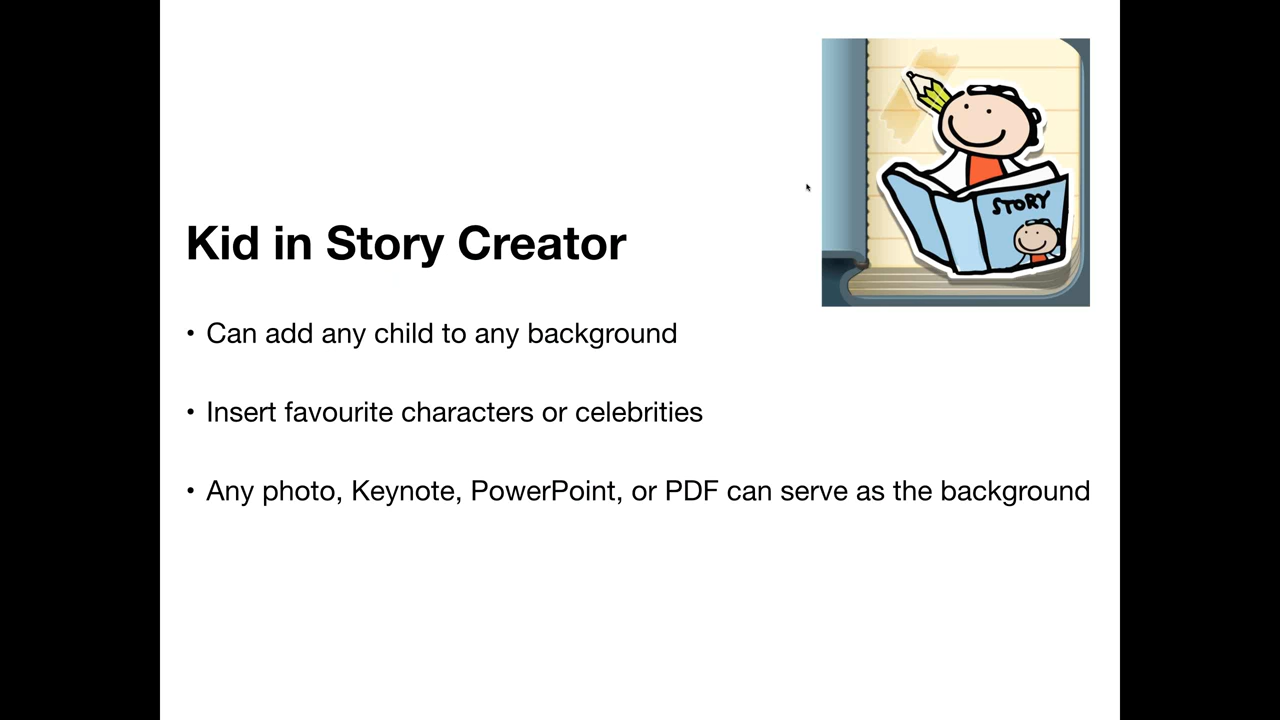 STORY
Kid in Story Creator
• Can add any child to any background
• Insert favourite characters or celebrities
• Any photo, Keynote, PowerPoint, or PDF can serve as the background